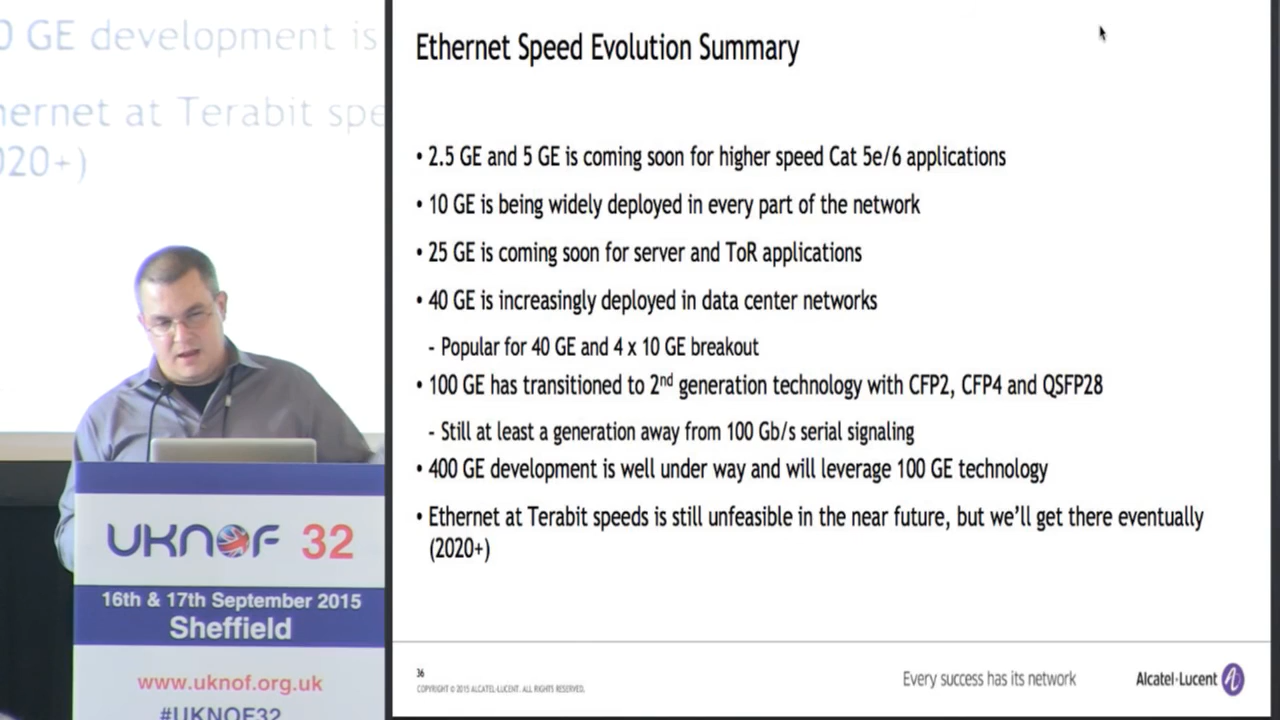 0 GE development is
hernet at Terabit spe
020+)
UKNOF 32
16th & 17th September 2015
Sheffield
www.uknof.org.uk
#UKNOF32
Ethernet Speed Evolution Summary
• 2.5 GE and 5 GE is coming soon for higher speed Cat 5e/6 applications
• 10 GE is being widely deployed in every part of the network
• 25 GE is coming soon for server and ToR applications
• 40 GE is increasingly deployed in data center networks
- Popular for 40 GE and 4 x 10 GE breakout
• 100 GE has transitioned to 2nd generation technology with CFP2, CFP4 and QSFP28
- Still at least a generation away from 100 Gb/s serial signaling
• 400 GE development is well under way and will leverage 100 GE technology
• Ethernet at Terabit speeds is still unfeasible in the near future, but we'll get there eventually
(2020+)
36
COPYRIGHT © 2015 ALCATEL-LUCENT. ALL RIGHTS RESERVED.
Every success has its network
Alcatel·Lucent